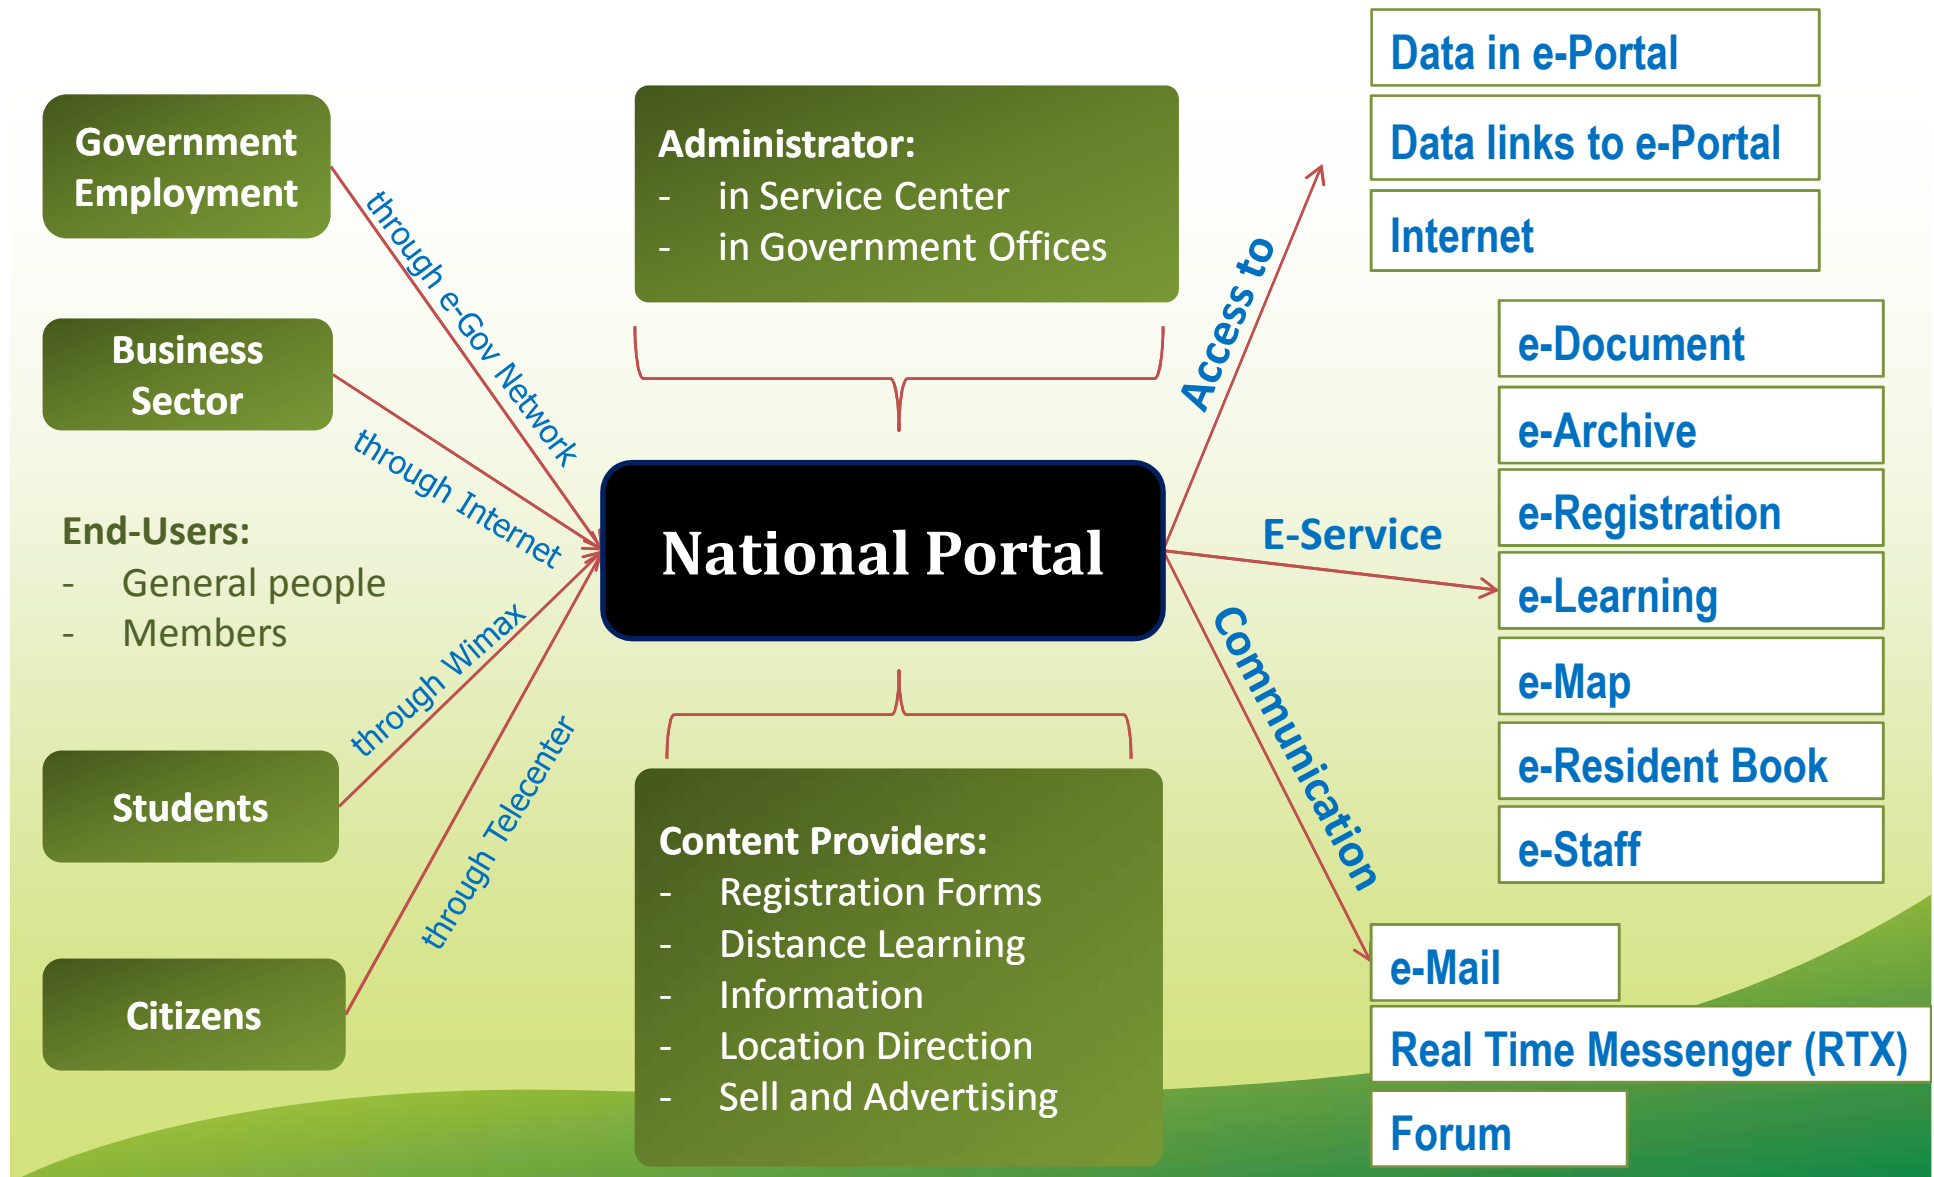 Government
Employment
Business
Sector
End-Users:
- General people
- Members
Students
Citizens
through e-Gov Network
through Internet
through Wimax
through Telecenter
Administrator:
- in Service Center
- in Government Offices
National Portal
Content Providers:
- Registration Forms
- Distance Learning
- Information
- Location Direction
- Sell and Advertising
Access to
E-Service
Communication
Data in e-Portal
Data links to e-Portal
Internet
e-Document
e-Archive
e-Registration
e-Learning
e-Map
e-Resident Book
e-Staff
e-Mail
Real Time Messenger (RTX)
Forum